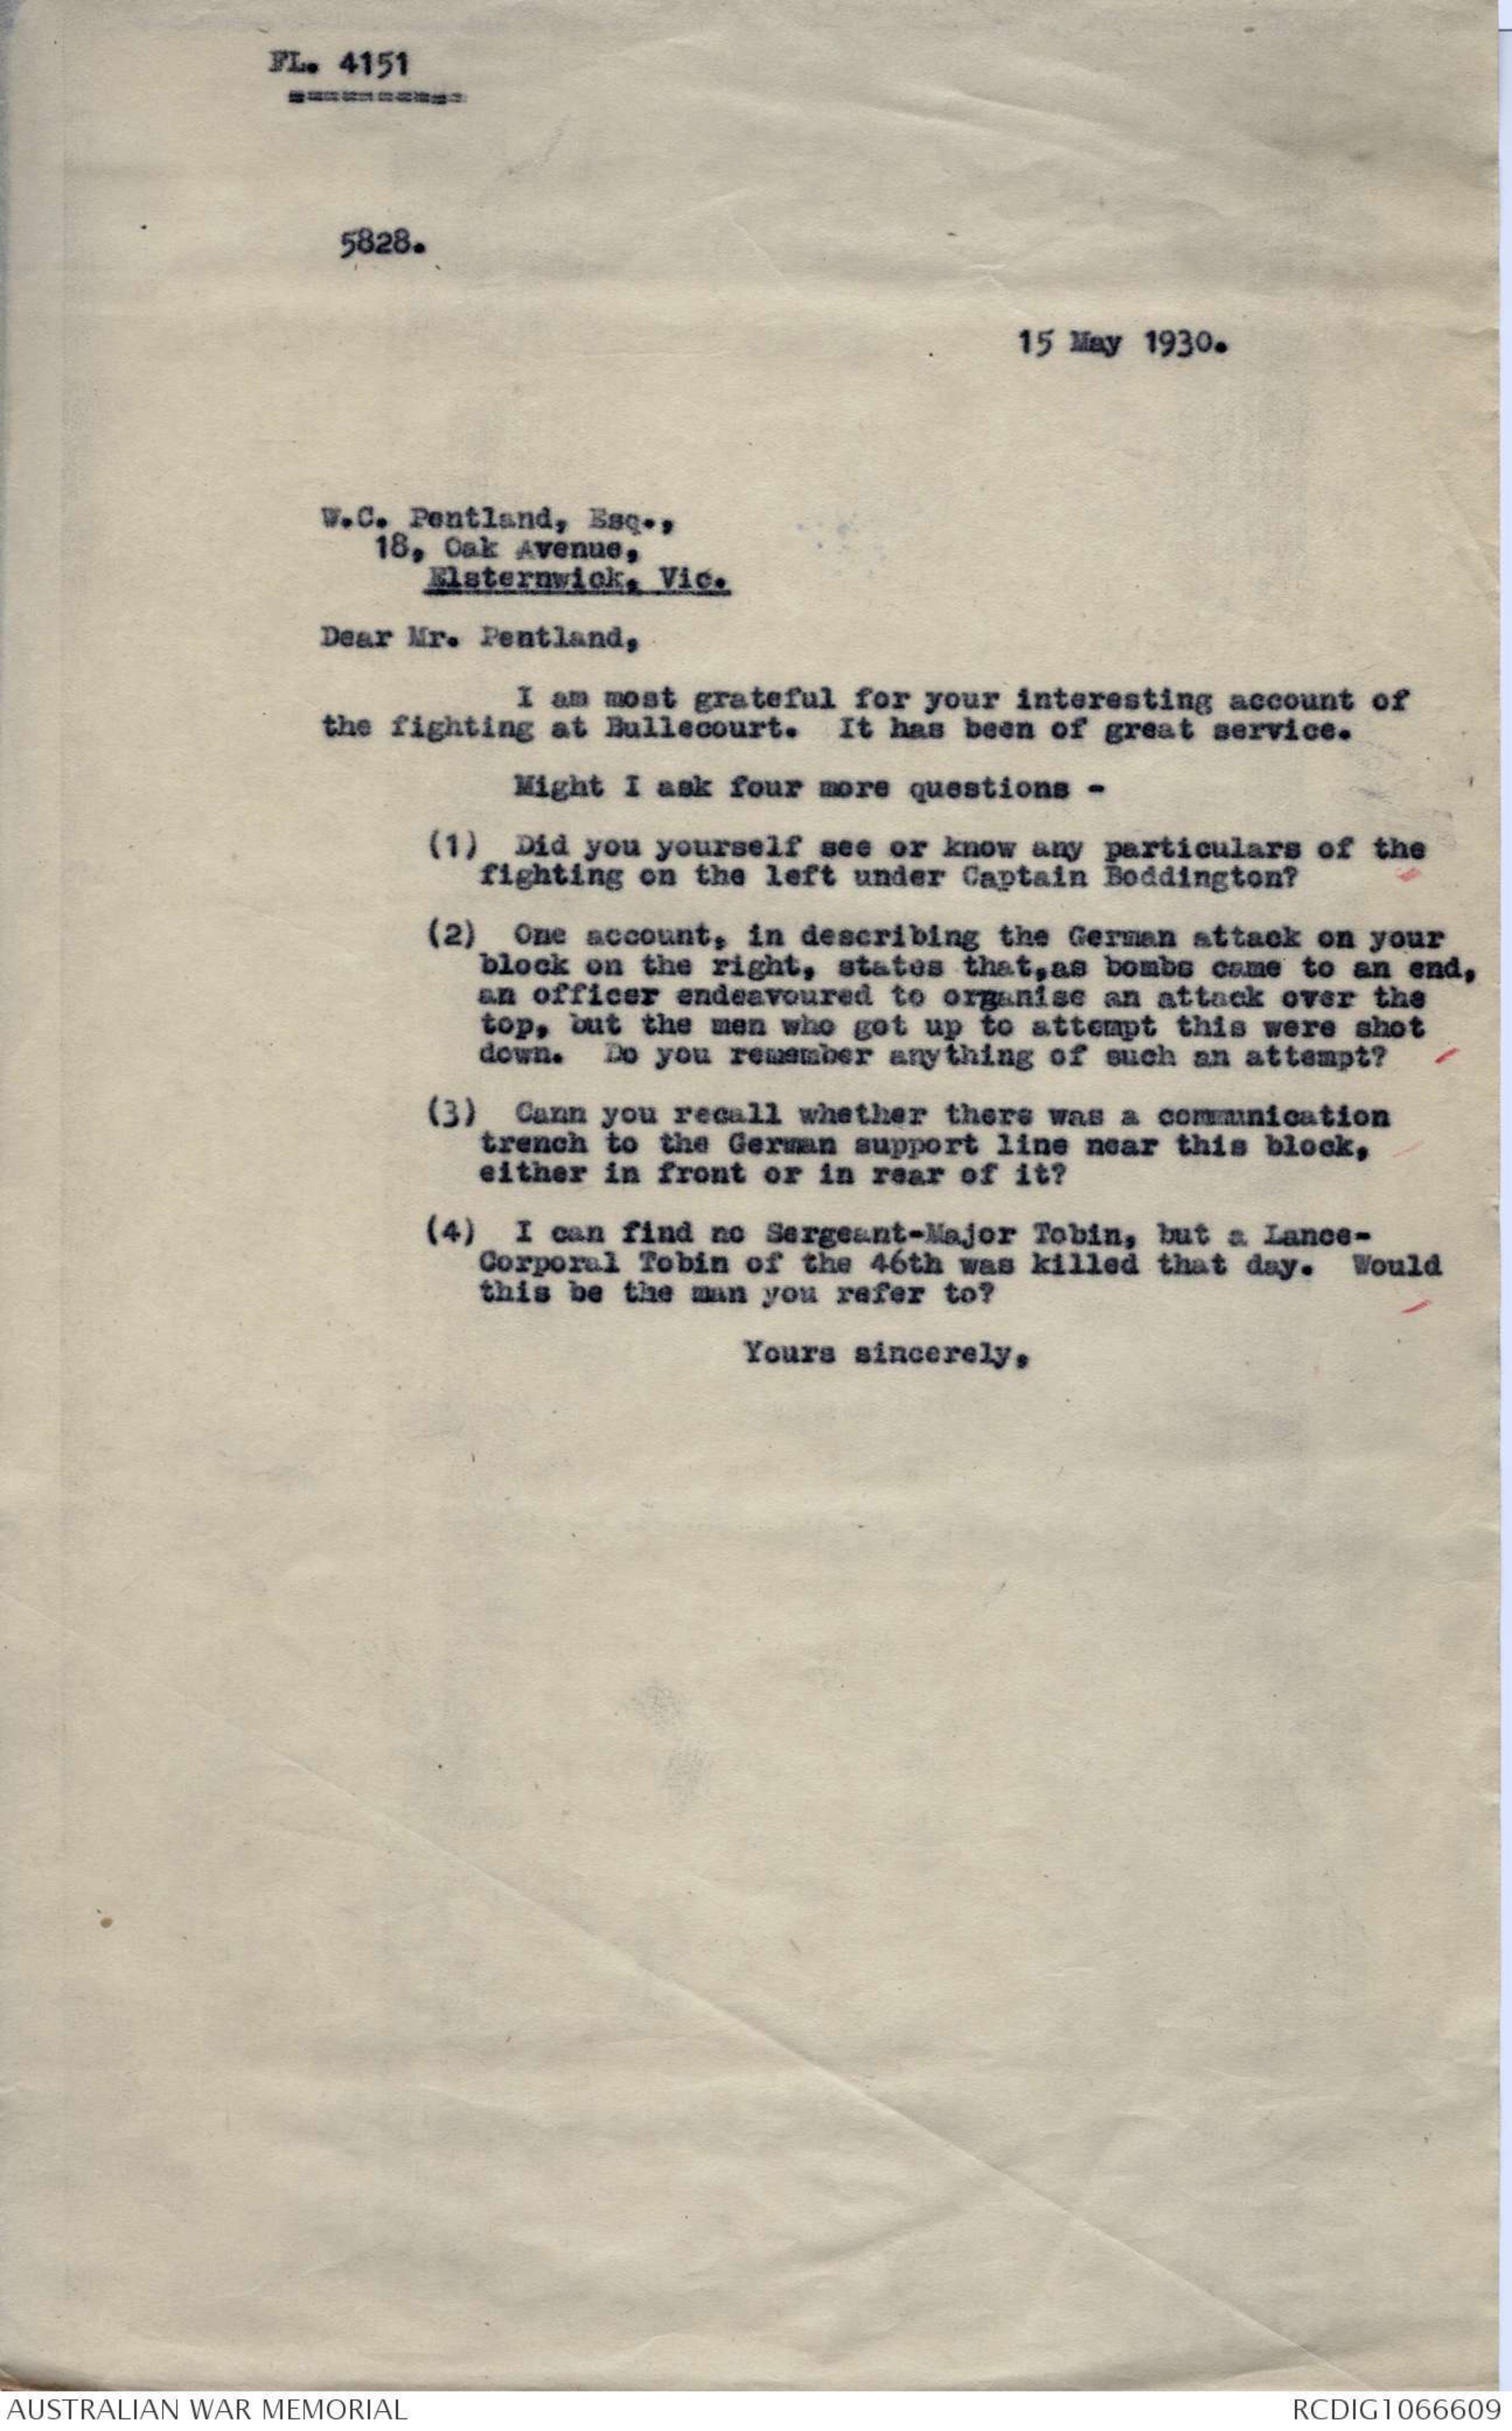 FL. 4151
5828.
15 May 1930.
W.C. Pentland, Esq.,
18, Oak Avenue,
Elsternwick, Vic.
Dear Mr. Pentland,
I am most grateful for your interesting account of
the fighting at Bullecourt. It has been of great service.
Might I ask four more questions -
(1) Did you yourself see or know any particulars of the
fighting on the left under Captain Boddington?
(2) One account, in describing the German attack on your
block on the right, states that,as bombs came to an end,
an officer endeavoured to organise an attack over the
top, but the men who got up to attempt this were shot
down. Do you remember anything of such an attempt?
(3) Cann you recall whether there was a communication
trench to the German support line near this block,
either in front or in rear of it?
(4) I can find no Sergeant-Major Tobin, but a Lance-
Corporal Tobin of the 46th was killed that day. Would
this be the man you refer to?
Yours sincerely,
AUSTRALIAN WAR MEMORIAL
RCDIG1066609